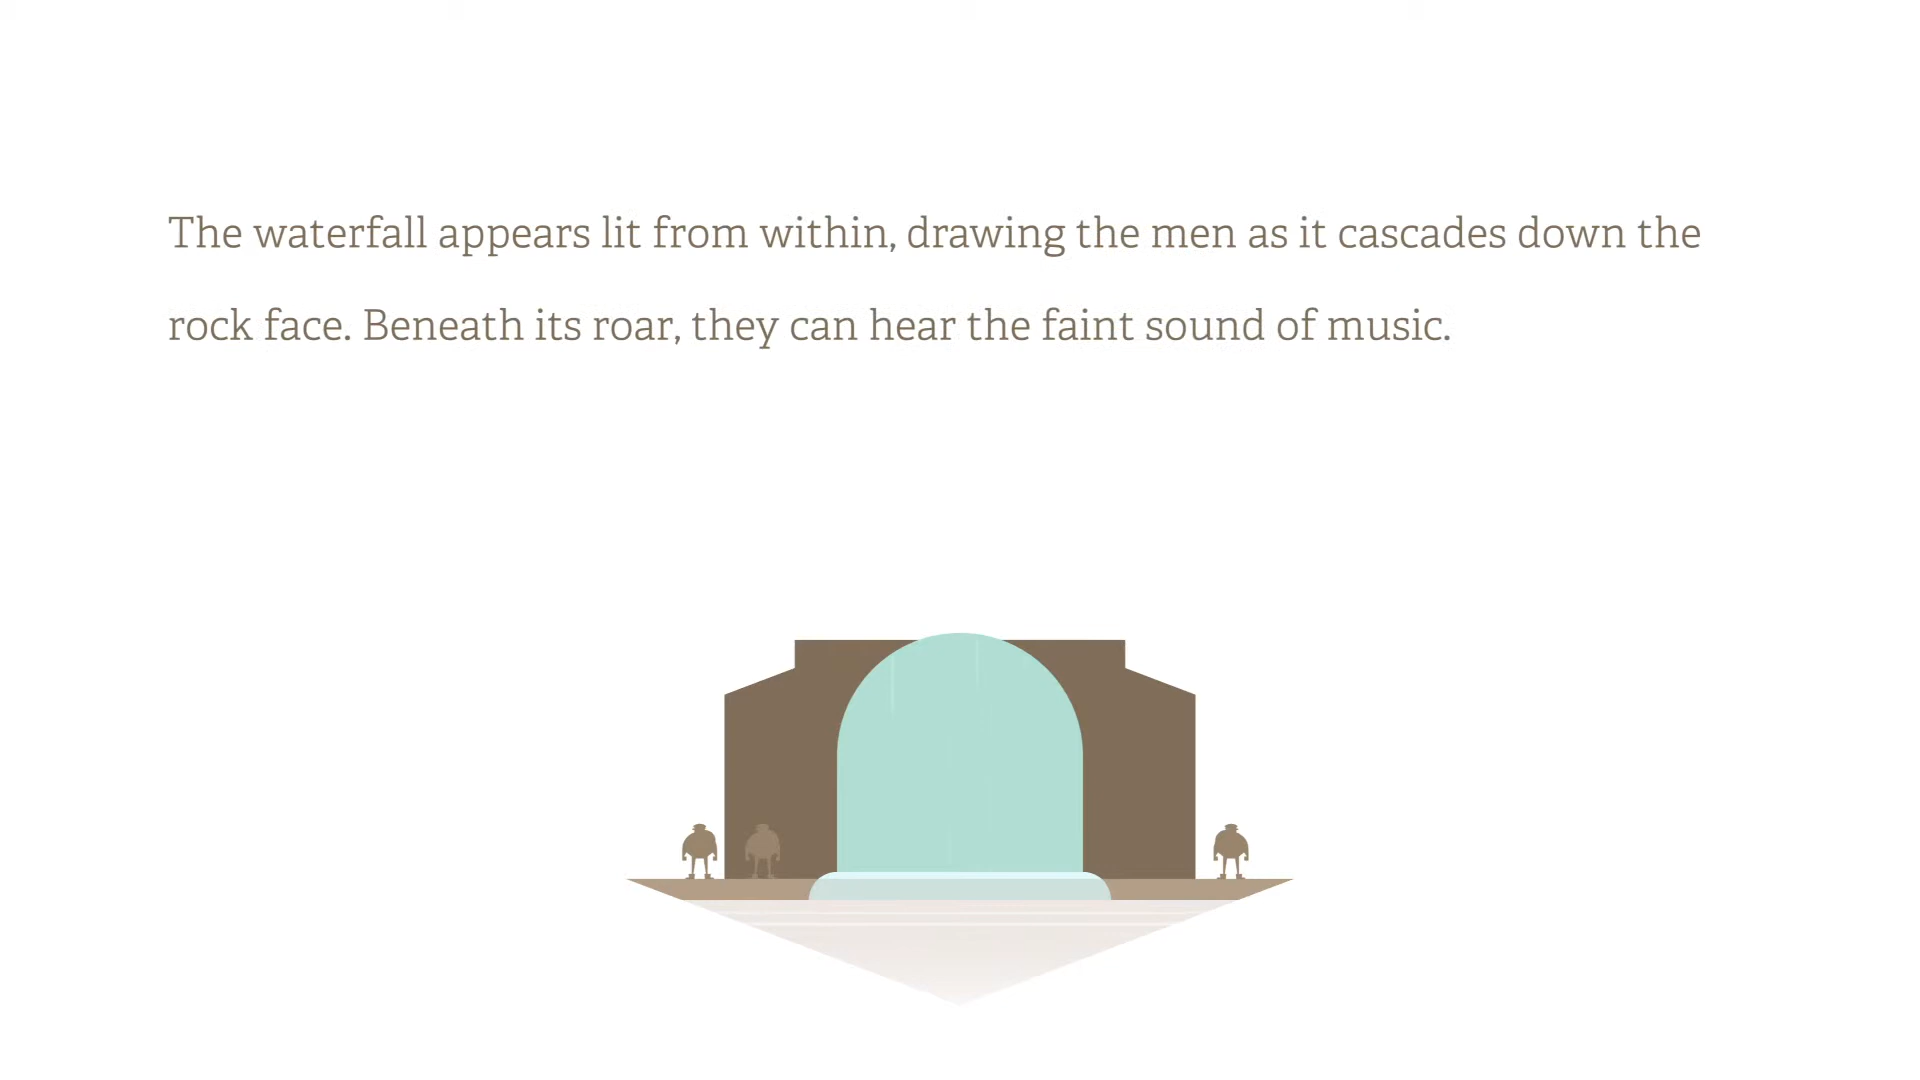 The waterfall appears lit from within, drawing the men as it cascades down the
rock face. Beneath its roar, they can hear the faint sound of music.